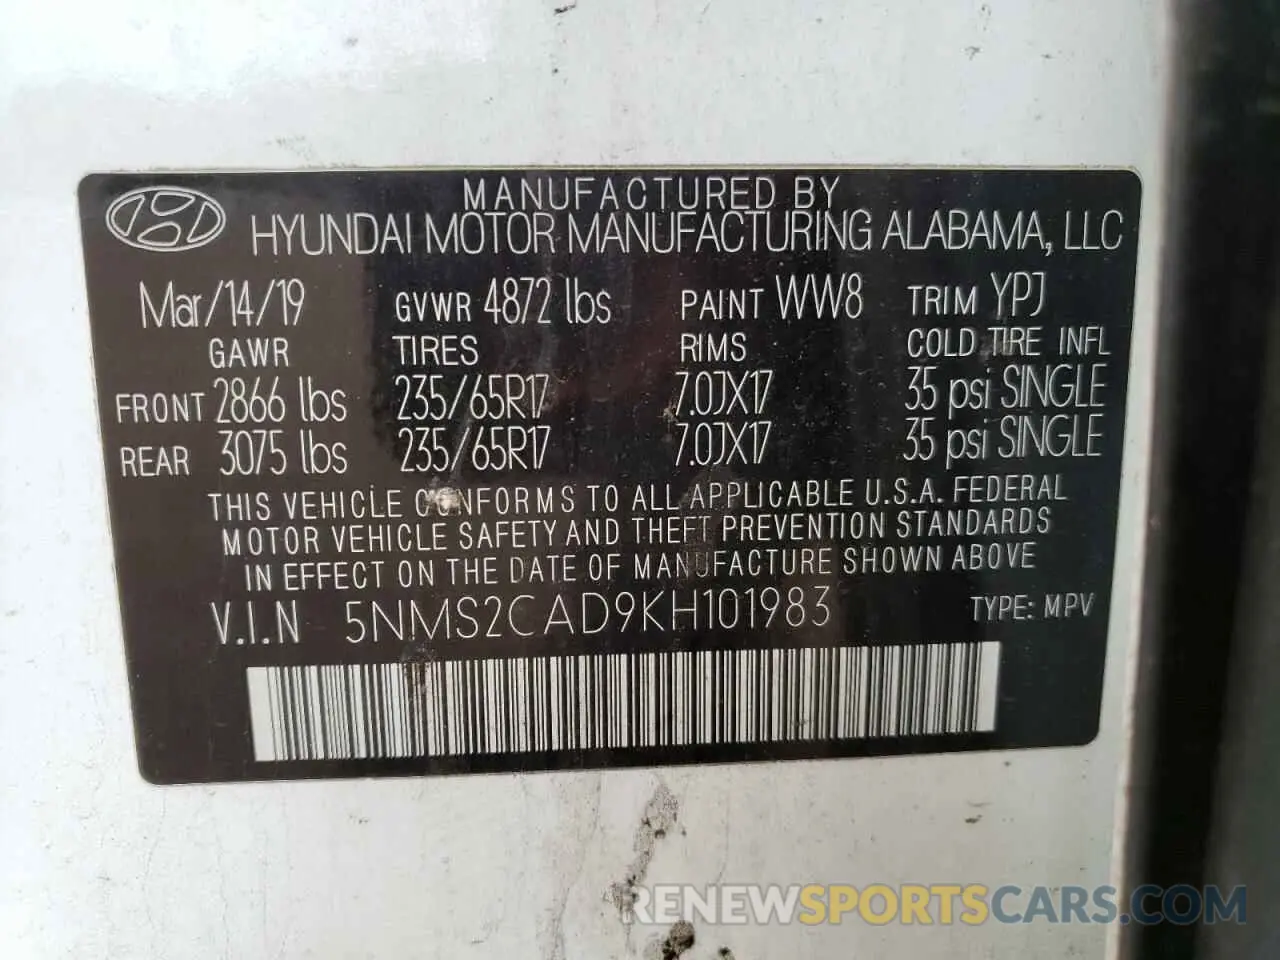 MANUFACTURED BY
HYUNDAI MOTOR MANUFACTURING ALABAMA, LLC
Mar/14/19 GVWR 4872 lbs PAINT WW8 TRIM YPJ
GAWR TIRES RIMS COLD TIRE INFL
FRONT 2866 lbs 235/65R17 7.0JX17 35 psi SINGLE
REAR 3075 lbs 235/65R17 7.0JX17 35 psi SINGLE
THIS VEHICLE CONFORMS TO ALL APPLICABLE U.S.A. FEDERAL
MOTOR VEHICLE SAFETY AND THEFT PREVENTION STANDARDS
IN EFFECT ON THE DATE OF MANUFACTURE SHOWN ABOVE
V.I.N 5NMS2CAD9KH101983 TYPE: MPV
RENEWSPORTSCARS.COM